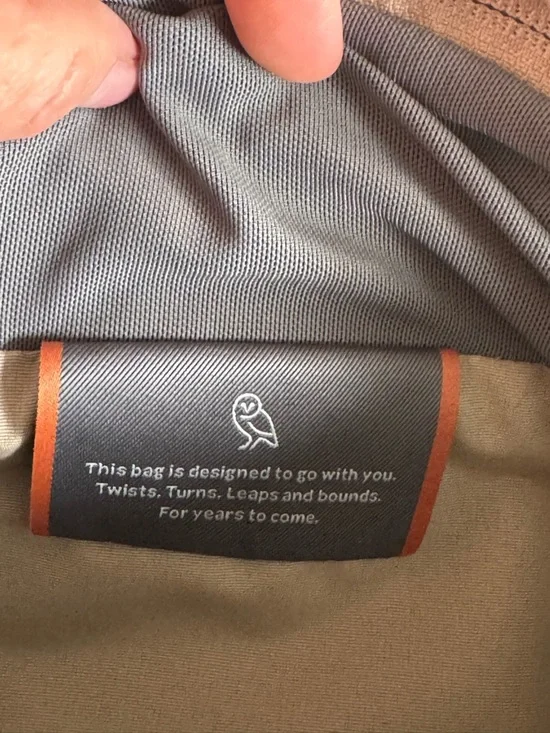 This bag is designed to go with you.
Twists. Turns. Leaps and bounds.
For years to come.